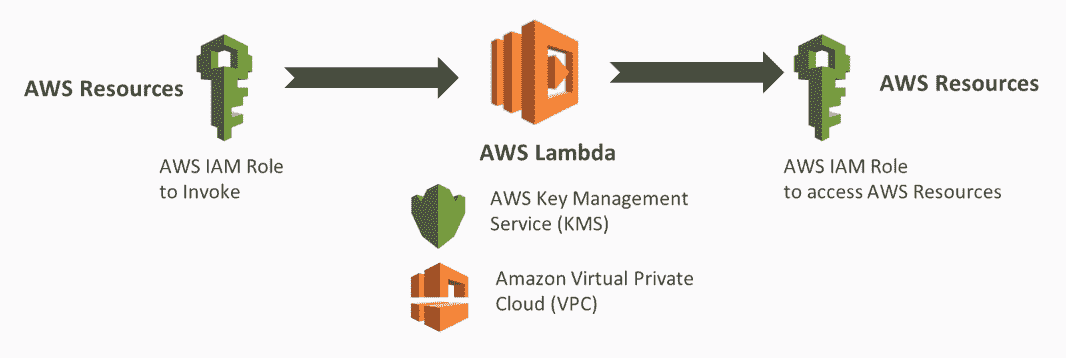 AWS Resources
AWS IAM Role
to Invoke
AWS Lambda
AWS Key Management
Service (KMS)
Amazon Virtual Private
Cloud (VPC)
AWS Resources
AWS IAM Role
to access AWS Resources